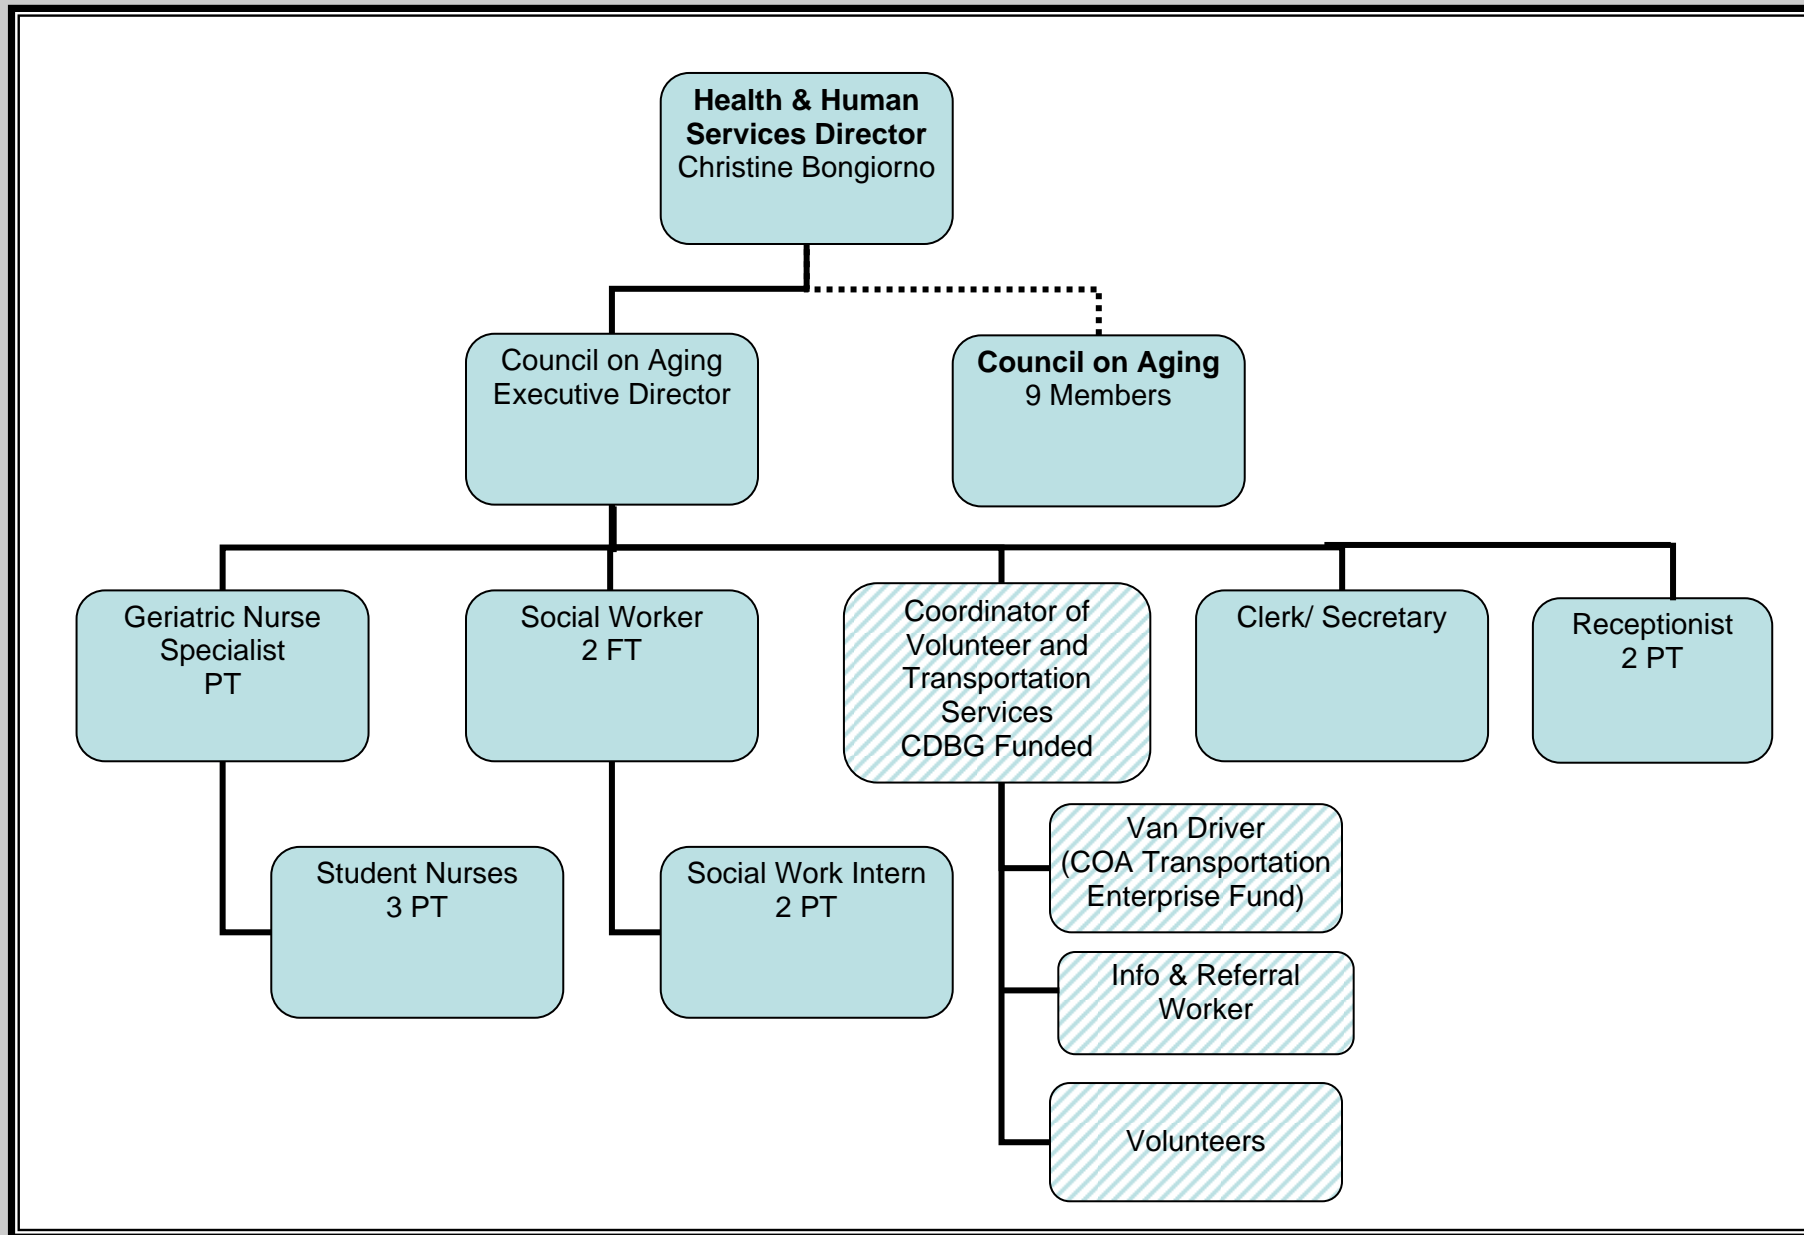 Health & Human
Services Director
Christine Bongiorno
Council on Aging
Executive Director
Council on Aging
9 Members
Geriatric Nurse
Specialist
PT
Social Worker
2 FT
Coordinator of
Volunteer and
Transportation
Services
CDBG Funded
Clerk/ Secretary
Receptionist
2 PT
Student Nurses
3 PT
Social Work Intern
2 PT
Van Driver
(COA Transportation
Enterprise Fund)
Info & Referral
Worker
Volunteers